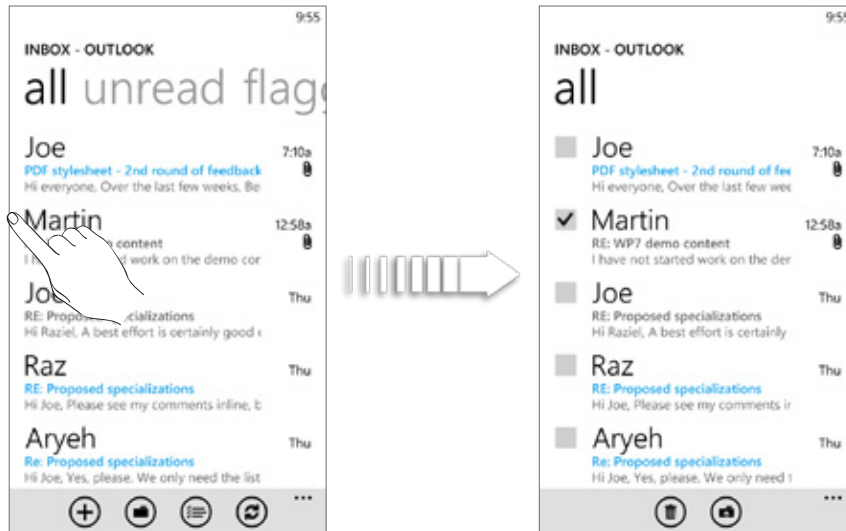 9:55
INBOX - OUTLOOK
all unread flagg
Joe 7:10a
PDF stylesheet - 2nd round of feedback
Hi everyone, Over the last few weeks, Be
Martin 12:58a
o content
I h d work on the demo cor
Joe Thu
RE: Propo cializations
Hi Raziel, A best effort is certainly good e
Raz Thu
RE: Proposed specializations
Hi Joe, Please see my comments inline, b
Aryeh Thu
Re: Proposed specializations
Hi Joe, Yes, please. We only need the list
9:55
INBOX - OUTLOOK
all
Joe 7:10a
PDF stylesheet - 2nd round of fee
Hi everyone, Over the last few wee
Martin 12:58a
RE: WP7 demo content
I have not started work on the der
Joe Thu
RE: Proposed specializations
Hi Raziel, A best effort is certainly
Raz Thu
RE: Proposed specializations
Hi Joe, Please see my comments ir
Aryeh Thu
Re: Proposed specializations
Hi Joe, Yes, please. We only need t